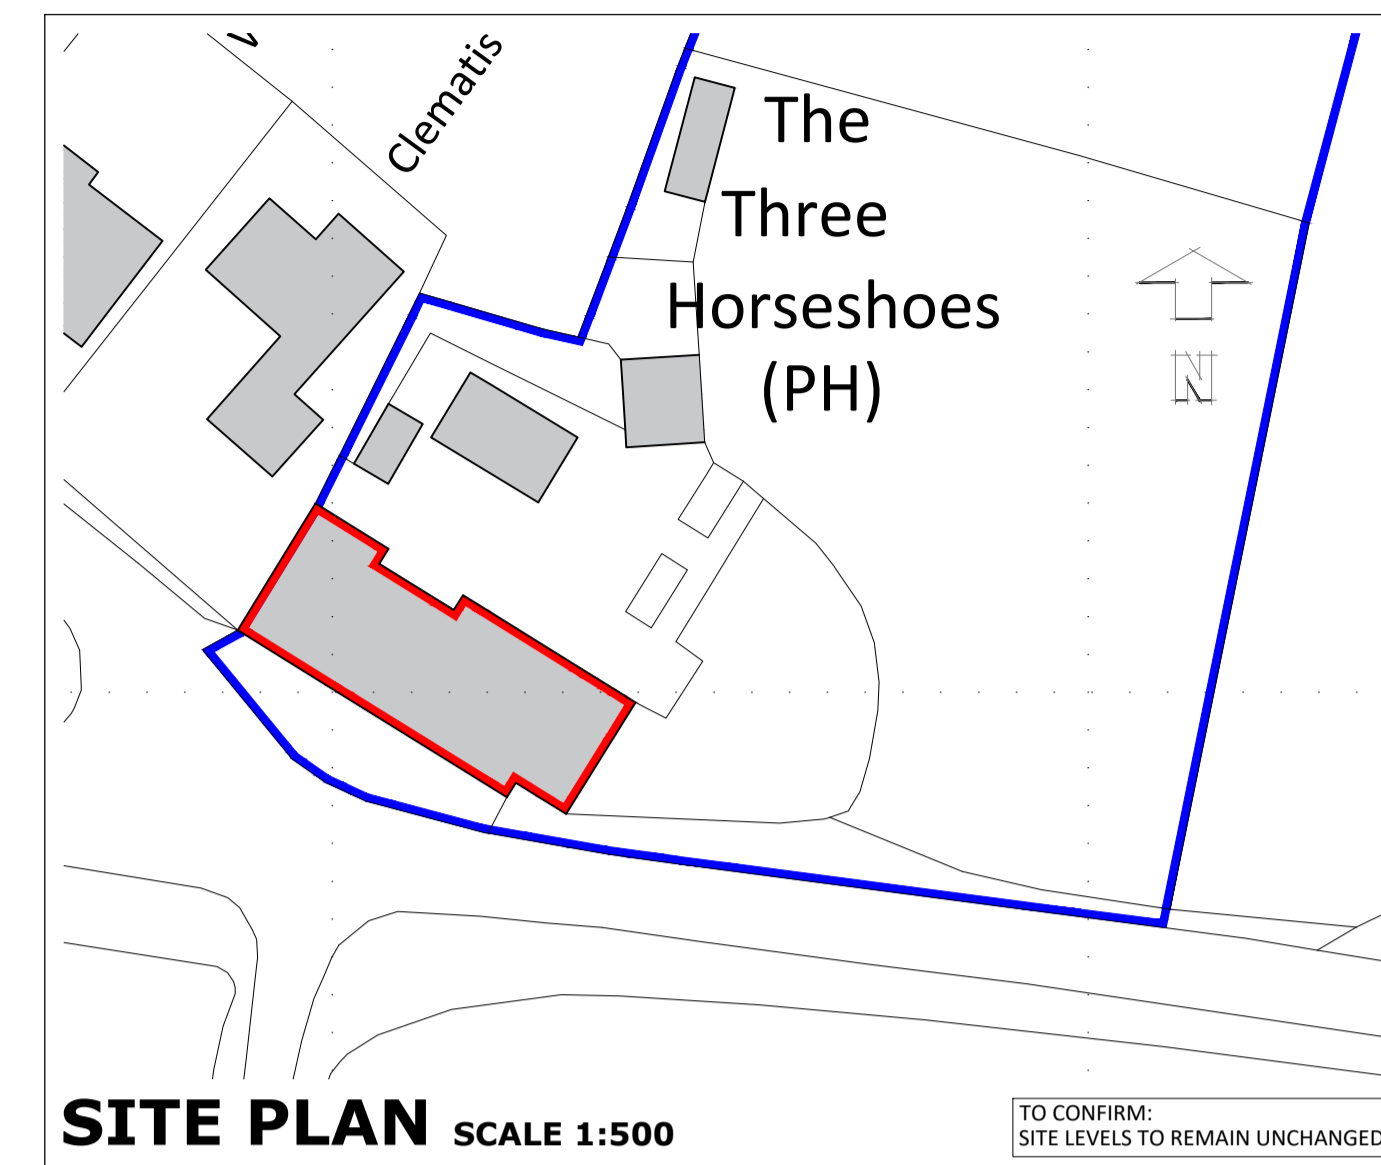 Clematis
The
Three
Horseshoes
(PH)
N
SITE PLAN SCALE 1:500
TO CONFIRM:
SITE LEVELS TO REMAIN UNCHANGED